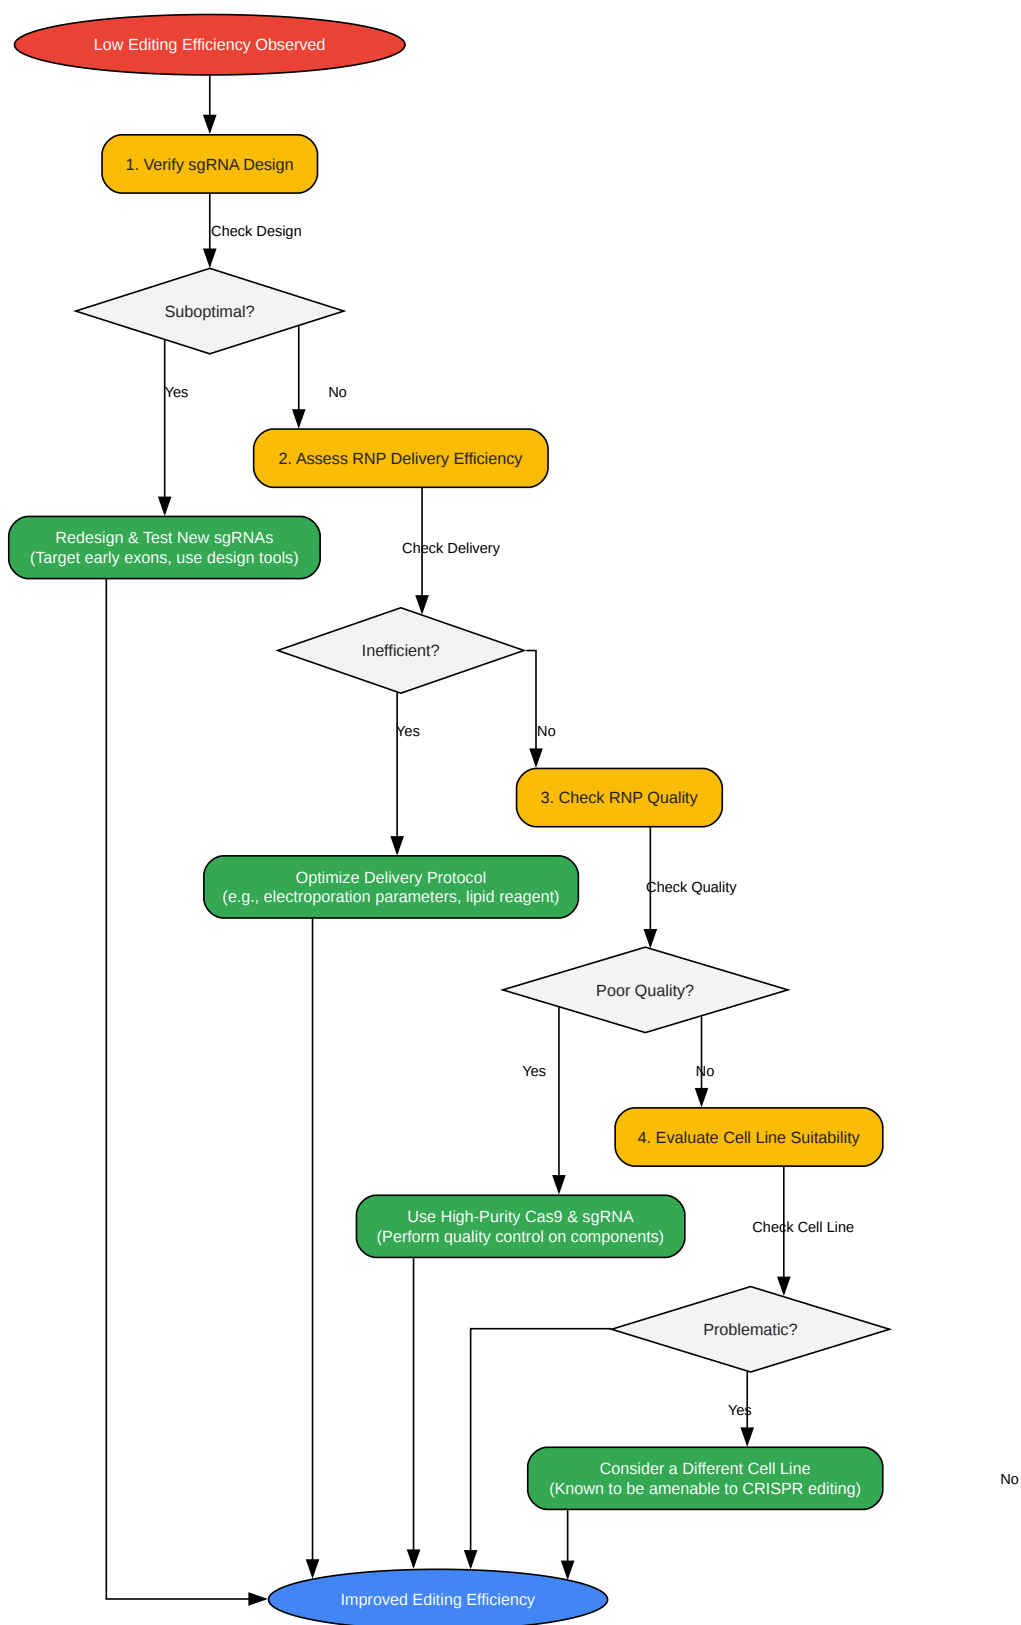 Low Editing Efficiency Observed
1. Verify sgRNA Design
Check Design
Suboptimal?
Yes
No
2. Assess RNP Delivery Efficiency
Redesign & Test New sgRNAs
(Target early exons, use design tools)
Check Delivery
Inefficient?
Yes
No
3. Check RNP Quality
Optimize Delivery Protocol
(e.g., electroporation parameters, lipid reagent)
Check Quality
Poor Quality?
Yes
No
4. Evaluate Cell Line Suitability
Use High-Purity Cas9 & sgRNA
(Perform quality control on components)
Check Cell Line
Problematic?
Yes
Consider a Different Cell Line
(Known to be amenable to CRISPR editing)
No
Improved Editing Efficiency